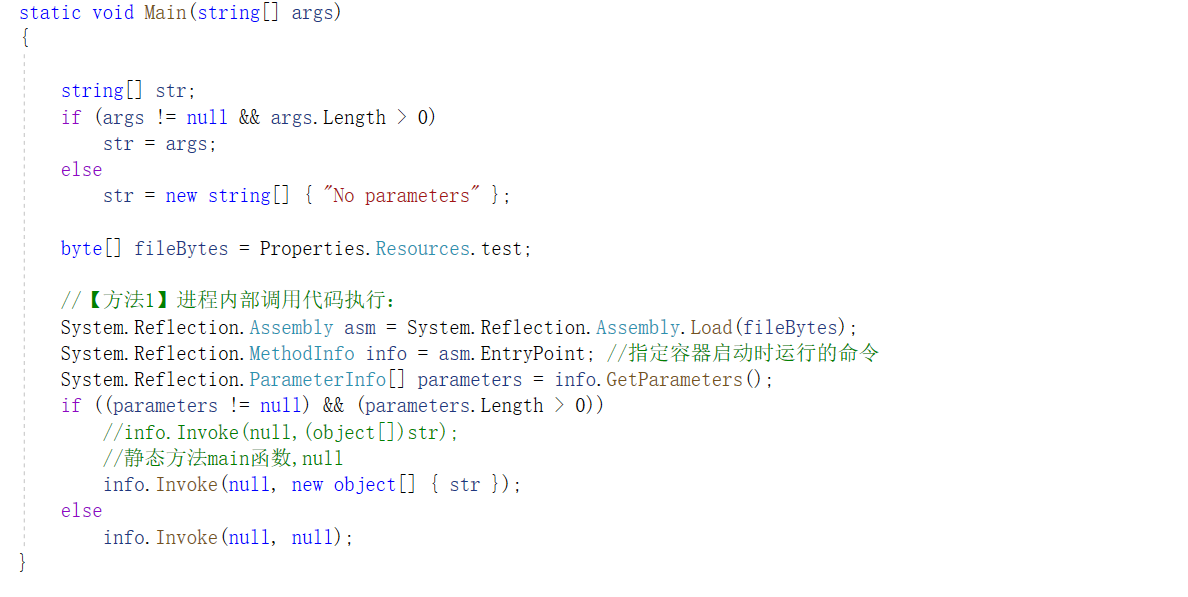 static void Main(string[] args)
{
string[] str;
if (args != null && args.Length > 0)
str = args;
else
str = new string[] { "No parameters" };
byte[] fileBytes = Properties.Resources.test;
//【方法1】进程内部调用代码执行:
System.Reflection.Assembly asm = System.Reflection.Assembly.Load(fileBytes);
System.Reflection.MethodInfo info = asm.EntryPoint; //指定容器启动时运行的命令
System.Reflection.ParameterInfo[] parameters = info.GetParameters();
if ((parameters != null) && (parameters.Length > 0))
//info.Invoke(null,(object[])str);
//静态方法main函数,null
info.Invoke(null, new object[] { str });
else
info.Invoke(null, null);
}